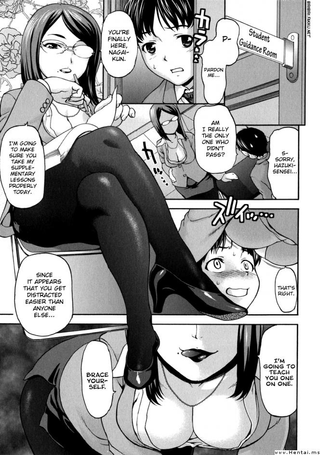 YOU'RE
FINALLY
HERE,
NAGAI-
KUN.
P-
PARDON
ME...
Student
Guidance Room
I'M GOING
TO MAKE
SURE YOU
TAKE MY
SUPPLE-
MENTARY
LESSONS
PROPERLY
TODAY.
AM I
REALLY THE
ONLY ONE
WHO DIDN'T
PASS?
S-
SORRY,
HAZUKI-
SENSEI...
THAT'S
RIGHT.
SINCE
IT APPEARS
THAT YOU GET
DISTRACTED
EASIER THAN
ANYONE
ELSE...
I'M
GOING TO
TEACH
YOU ONE
ON ONE.
BRACE
YOUR-
SELF.
www.Hentai.ms